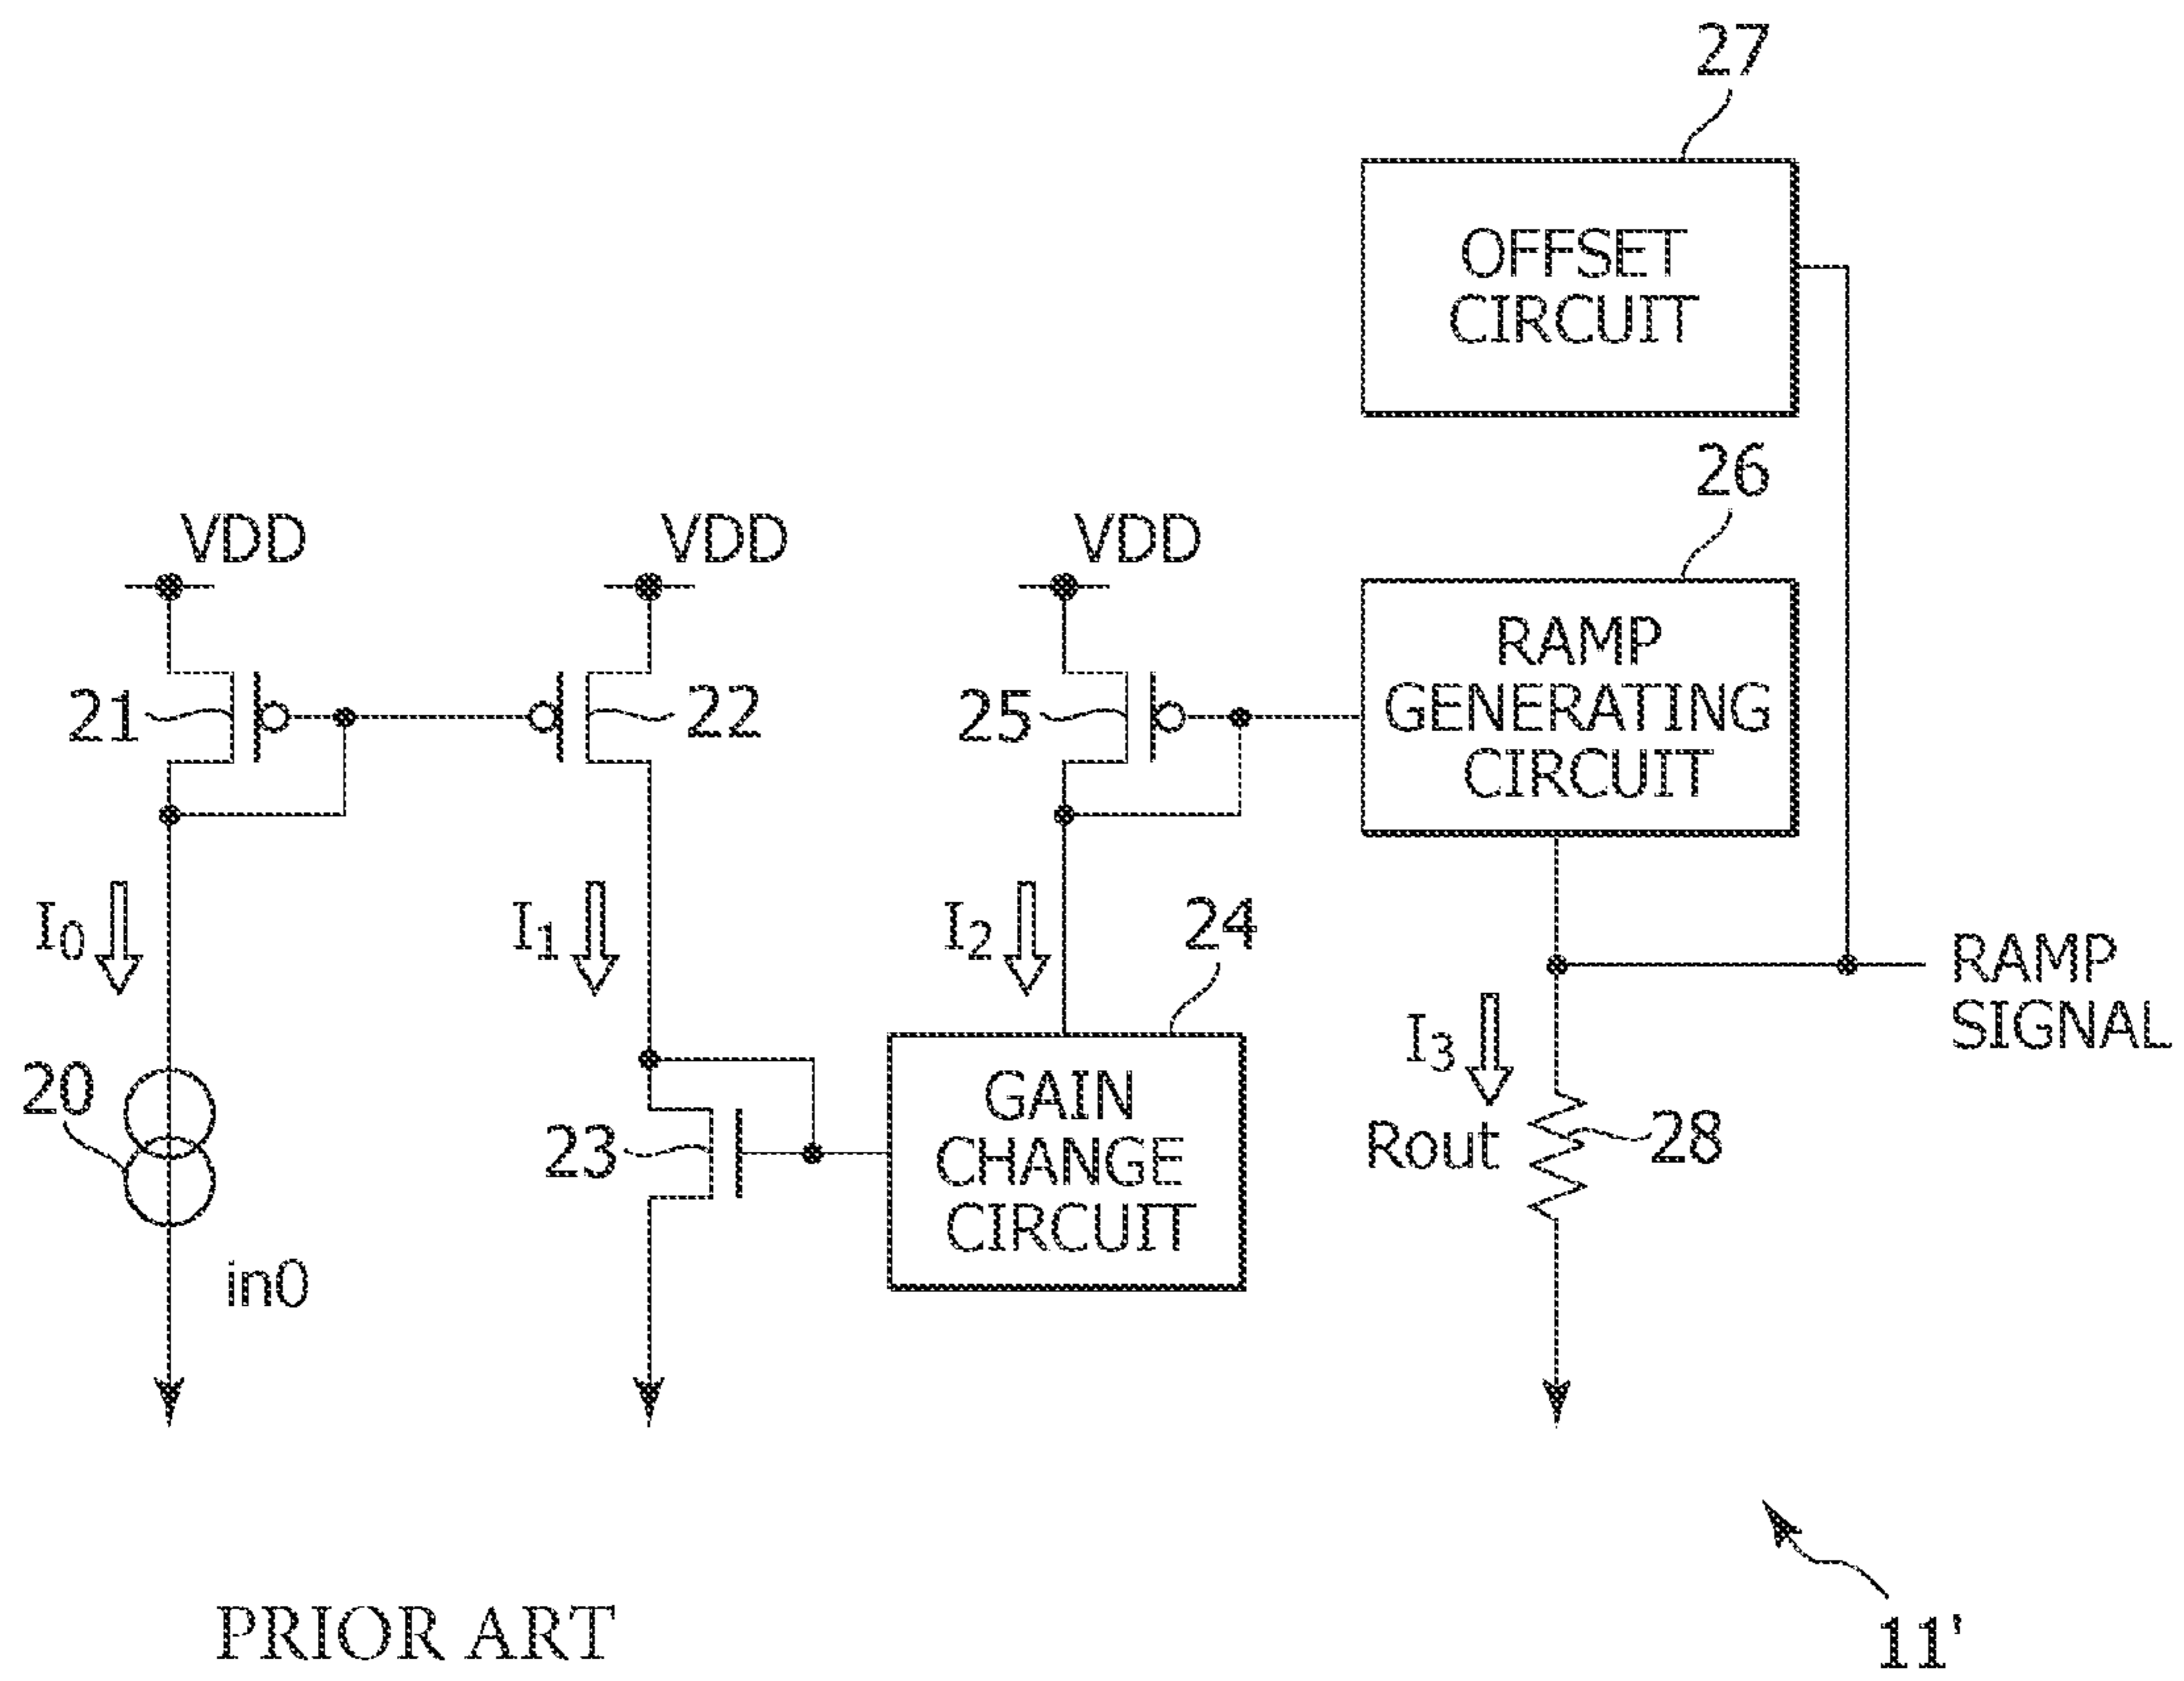 27
OFFSET
CIRCUIT
26
VDD
VDD
VDD
RAMP
GENERATING
CIRCUIT
21
22
25
I0
I1
I2
24
RAMP
SIGNAL
I3
20
GAIN
CHANGE
CIRCUIT
23
Rout
28
in0
PRIOR ART
11'